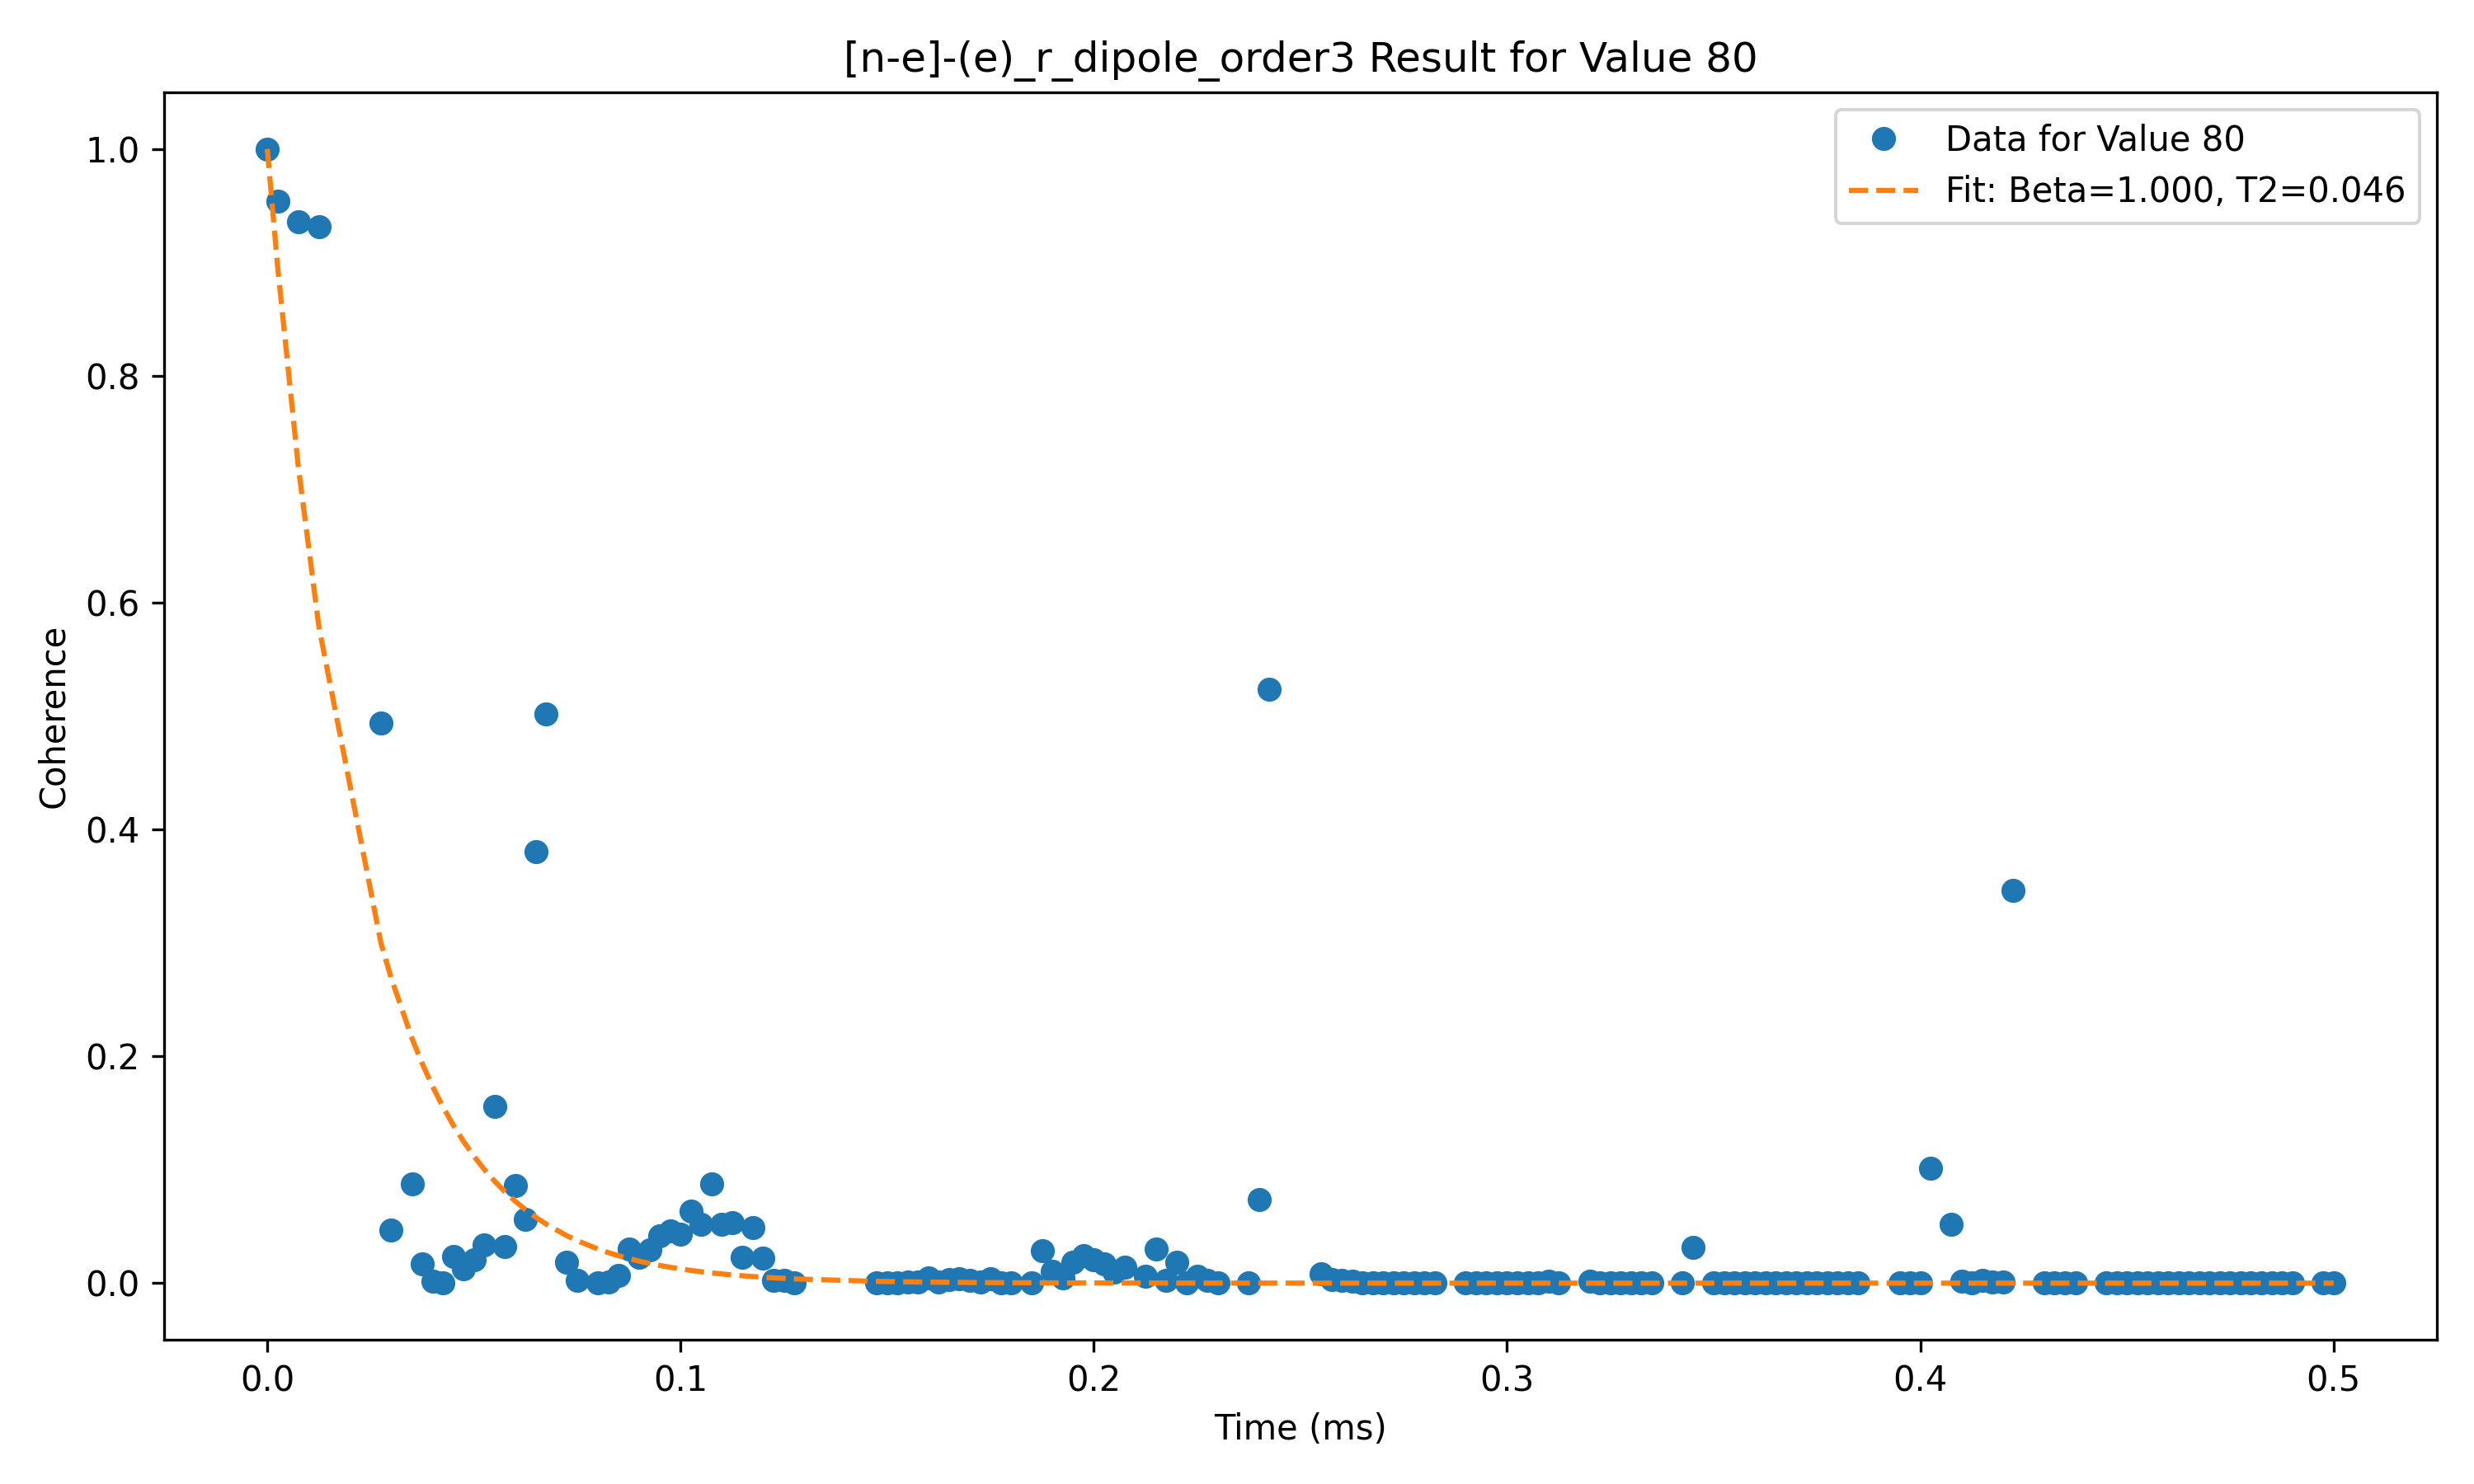 [n-e]-(e)_r_dipole_order3 Result for Value 80
Data for Value 80
Fit: Beta=1.000, T2=0.046
Coherence
1.0
0.8
0.6
0.4
0.2
0.0
0.0 0.1 0.2 0.3 0.4 0.5
Time (ms)